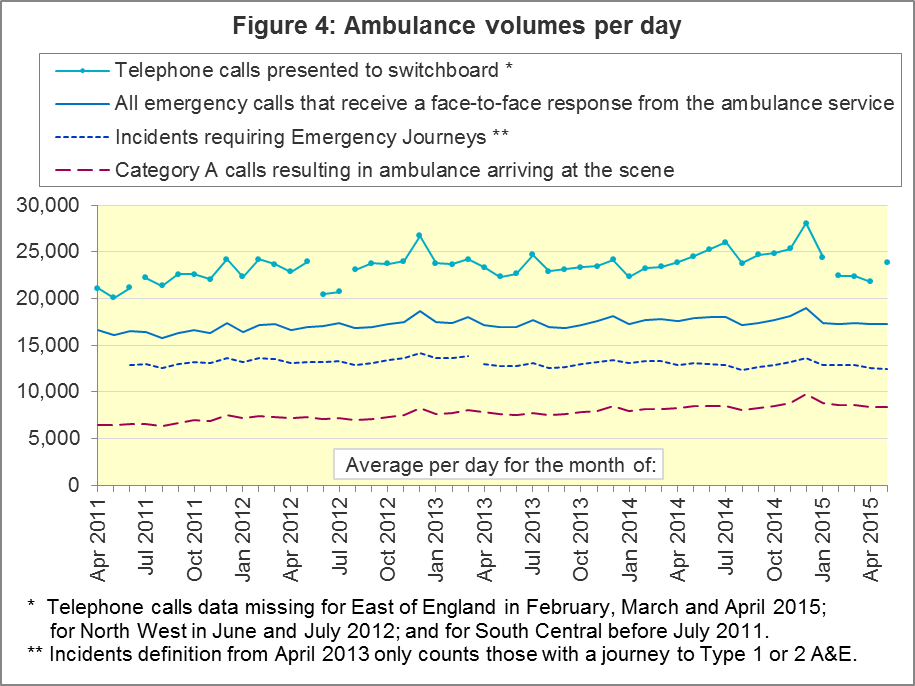 Figure 4: Ambulance volumes per day
Telephone calls presented to switchboard *
All emergency calls that receive a face-to-face response from the ambulance service
Incidents requiring Emergency Journeys **
Category A calls resulting in ambulance arriving at the scene
30,000
25,000
20,000
15,000
10,000
5,000
0
Average per day for the month of:
Apr 2011
Jul 2011
Oct 2011
Jan 2012
Apr 2012
Jul 2012
Oct 2012
Jan 2013
Apr 2013
Jul 2013
Oct 2013
Jan 2014
Apr 2014
Jul 2014
Oct 2014
Jan 2015
Apr 2015
* Telephone calls data missing for East of England in February, March and April 2015;
for North West in June and July 2012; and for South Central before July 2011.
** Incidents definition from April 2013 only counts those with a journey to Type 1 or 2 A&E.